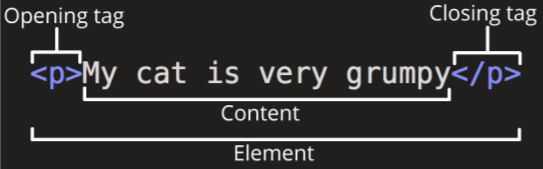 Opening tag
Closing tag
<p>My cat is very grumpy</p>
Content
Element